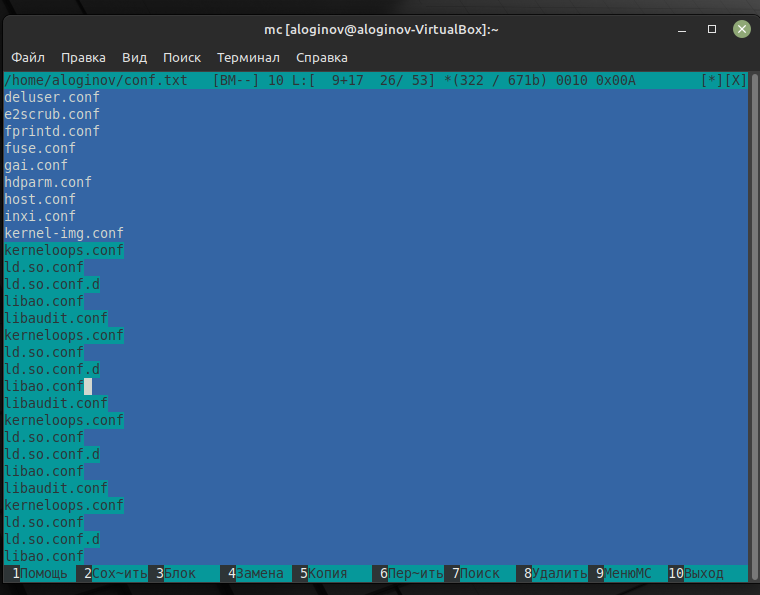 mc [aloginov@aloginov-VirtualBox]:~
Файл Правка Вид Поиск Терминал Справка
/home/aloginov/conf.txt [BM--] 10 L:[ 9+17 26/ 53] *(322 / 671b) 0010 0x00A [*][X]
deluser.conf
e2scrub.conf
fprintd.conf
fuse.conf
gai.conf
hdparm.conf
host.conf
inxi.conf
kernel-img.conf
kerneloops.conf
ld.so.conf
ld.so.conf.d
libao.conf
libaudit.conf
kerneloops.conf
ld.so.conf
ld.so.conf.d
libao.conf
libaudit.conf
kerneloops.conf
ld.so.conf
ld.so.conf.d
libao.conf
libaudit.conf
kerneloops.conf
ld.so.conf
ld.so.conf.d
libao.conf
1Помощь 2Сох~ить 3Блок 4Замена 5Копия 6Пер~ить 7Поиск 8Удалить 9МенюМС 10Выход